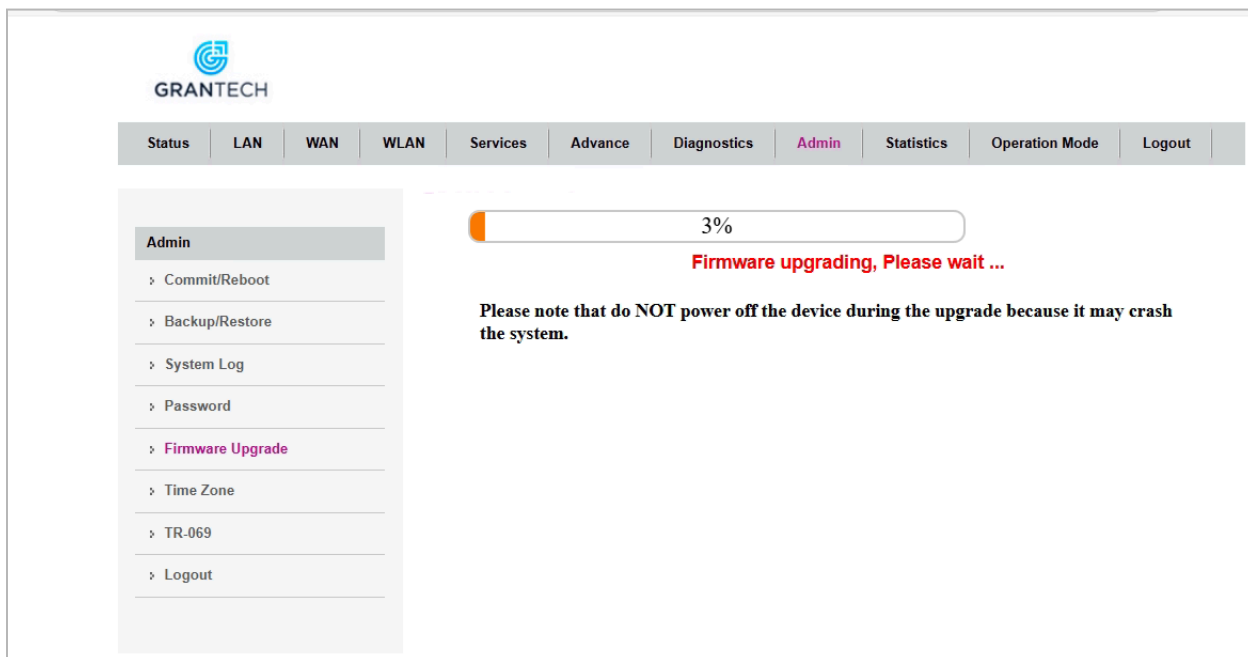 GRANTECH
Status LAN WAN WLAN Services Advance Diagnostics Admin Statistics Operation Mode Logout
Admin
Commit/Reboot
Backup/Restore
System Log
Password
Firmware Upgrade
Time Zone
TR-069
Logout
3%
Firmware upgrading, Please wait ...
Please note that do NOT power off the device during the upgrade because it may crash
the system.